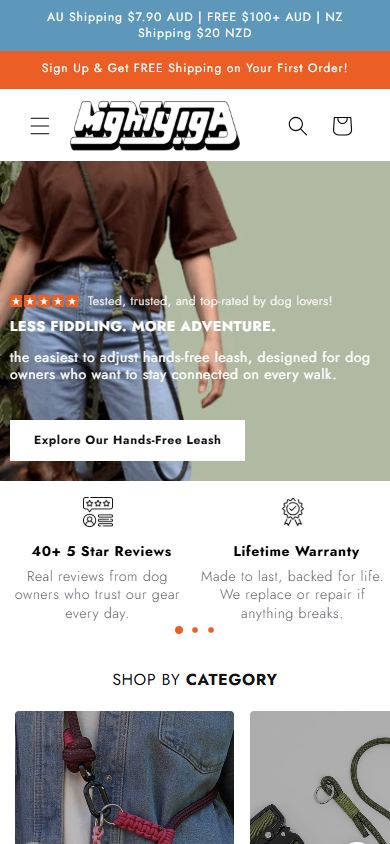 AU Shipping $7.90 AUD | FREE $100+ AUD | NZ
Shipping $20 NZD
Sign Up & Get FREE Shipping on Your First Order!
MightyJigA
Tested, trusted, and top-rated by dog lovers!
LESS FIDDLING. MORE ADVENTURE.
the easiest to adjust hands-free leash, designed for dog
owners who want to stay connected on every walk.
Explore Our Hands-Free Leash
40+ 5 Star Reviews
Real reviews from dog
owners who trust our gear
every day.
Lifetime Warranty
Made to last, backed for life.
We replace or repair if
anything breaks.
SHOP BY CATEGORY